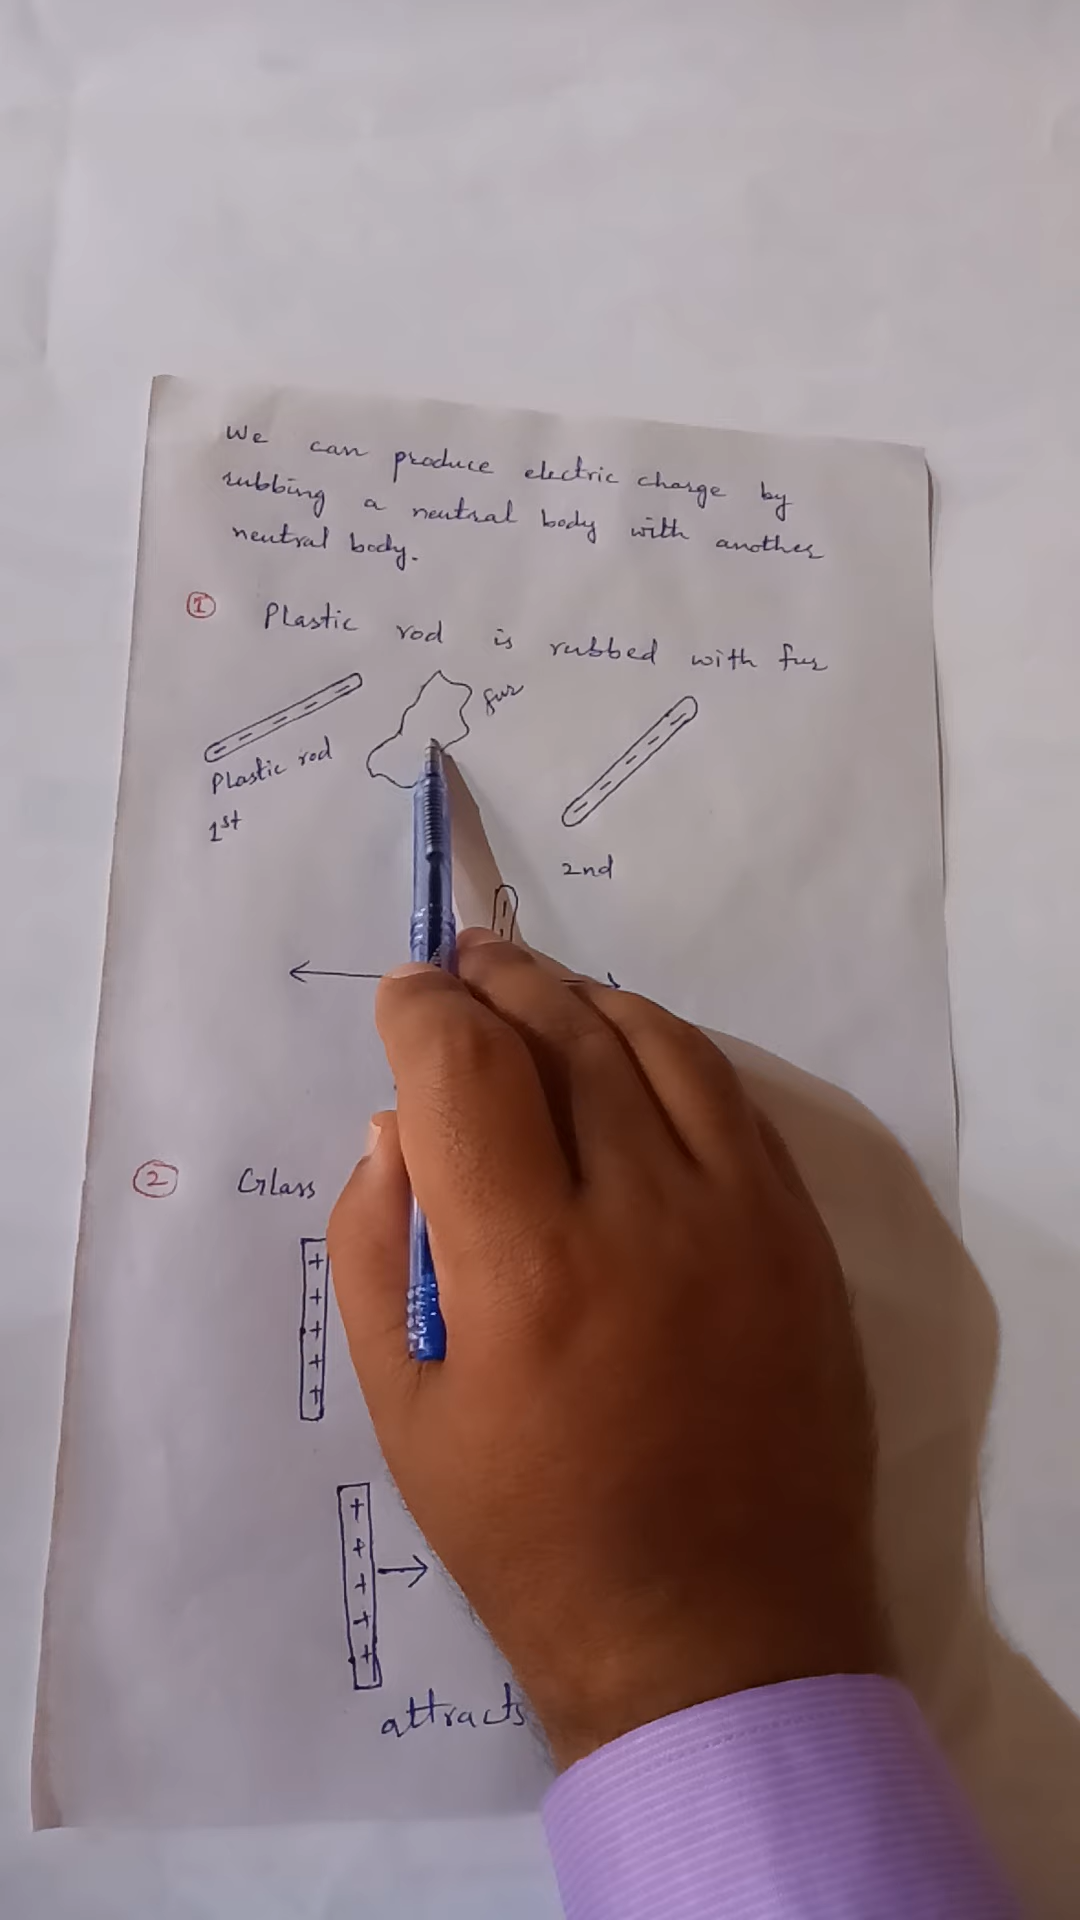 We can produce electric charge by
rubbing a neutral body with another
neutral body.
① Plastic rod is rubbed with fur
fur
Plastic rod
1st
2nd
② Glass
+
+
+
+
+
+
+
+
+
+
attracts